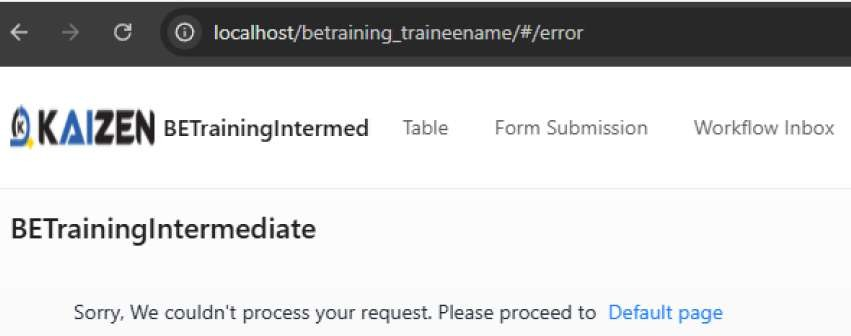 localhost/betraining_traineename/#/error
KAIZEN BETrainingIntermed Table Form Submission Workflow Inbox
BETrainingIntermediate
Sorry, We couldn't process your request. Please proceed to Default page